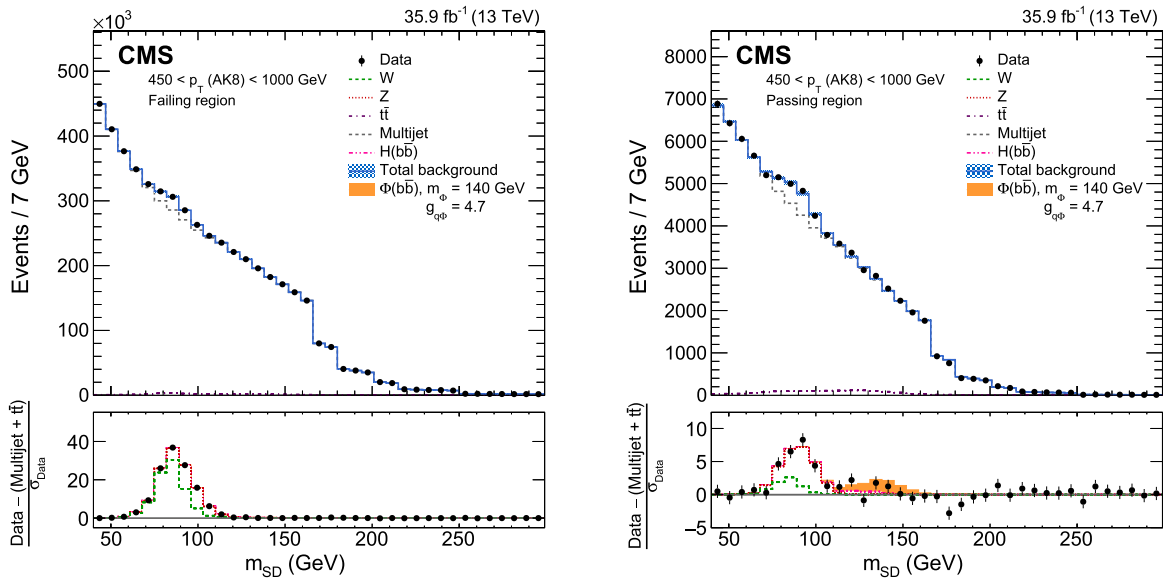 ×10³
35.9 fb⁻¹ (13 TeV)
CMS
450 < p_T (AK8) < 1000 GeV
Failing region
Data
W
Z
tt̄
Multijet
H(bb̄)
Total background
Φ(bb̄), m_Φ = 140 GeV
g_qΦ = 4.7
Events / 7 GeV
500
400
300
200
100
0
Data − (Multijet + tt̄)
σ_Data
40
20
0
50 100 150 200 250
m_SD (GeV)
35.9 fb⁻¹ (13 TeV)
CMS
450 < p_T (AK8) < 1000 GeV
Passing region
Data
W
Z
tt̄
Multijet
H(bb̄)
Total background
Φ(bb̄), m_Φ = 140 GeV
g_qΦ = 4.7
Events / 7 GeV
8000
7000
6000
5000
4000
3000
2000
1000
0
Data − (Multijet + tt̄)
σ_Data
10
5
0
−5
50 100 150 200 250
m_SD (GeV)